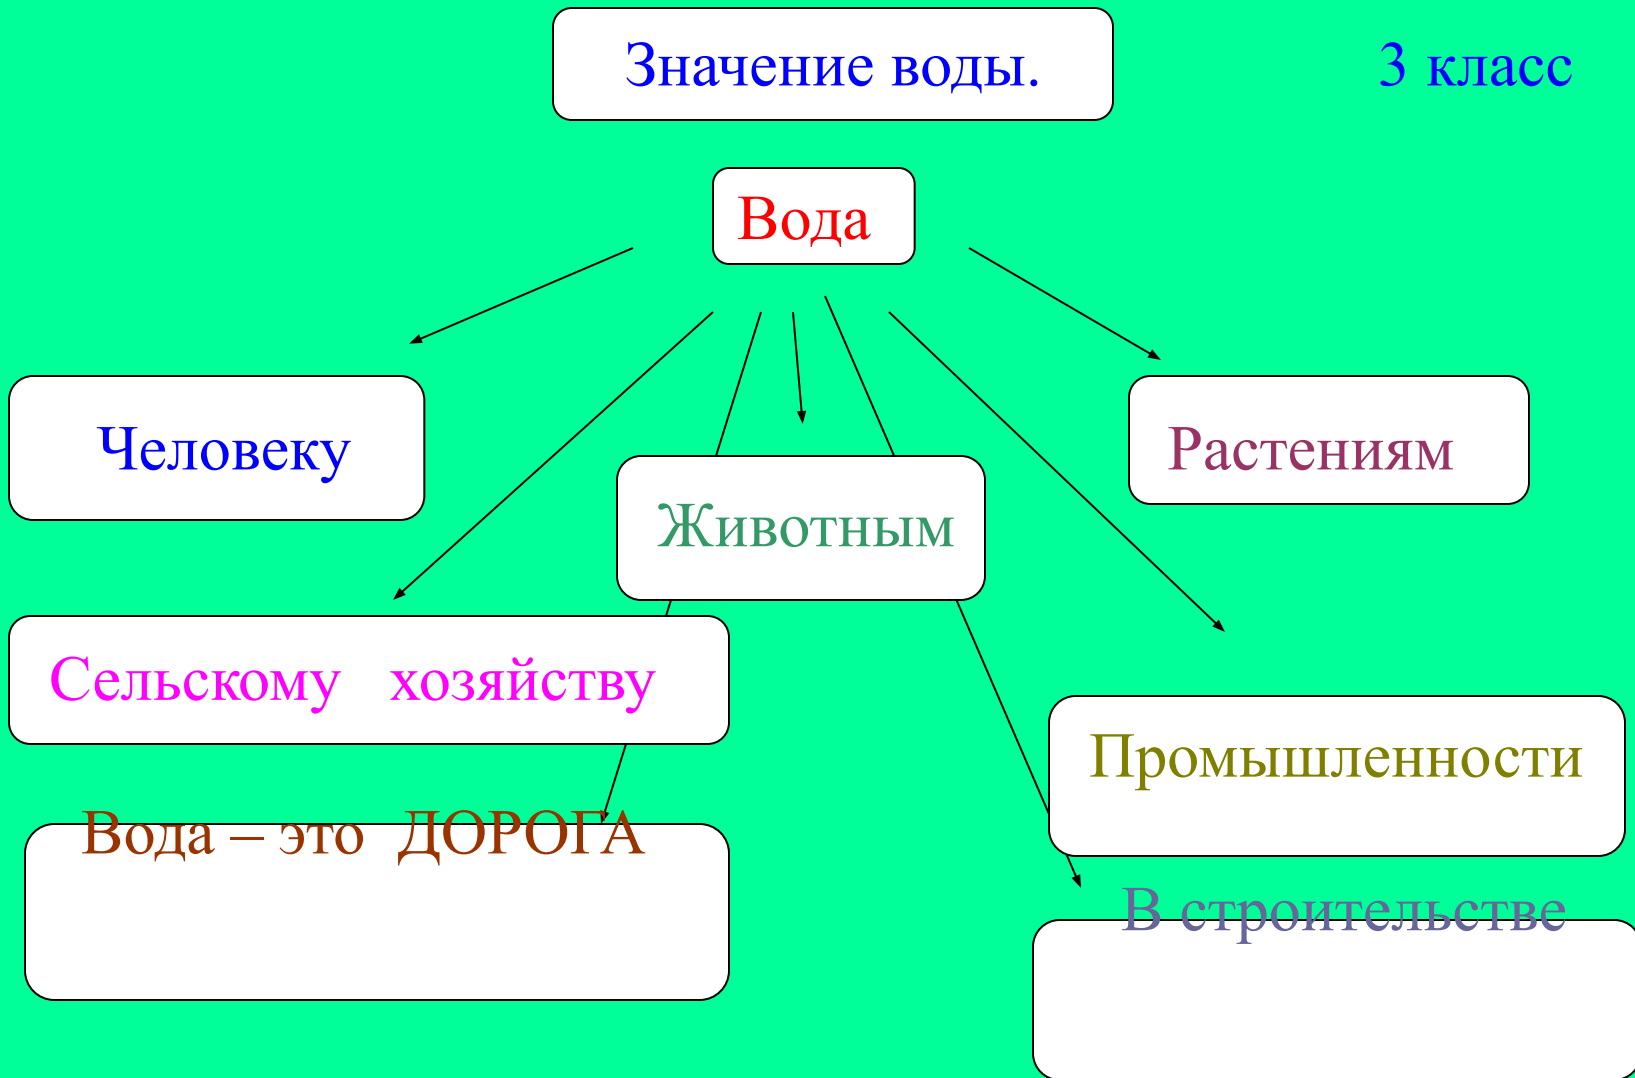 Значение воды.
3 класс
Вода
Человеку
Растениям
Животным
Сельскому хозяйству
Промышленности
Вода – это ДОРОГА
В строительстве